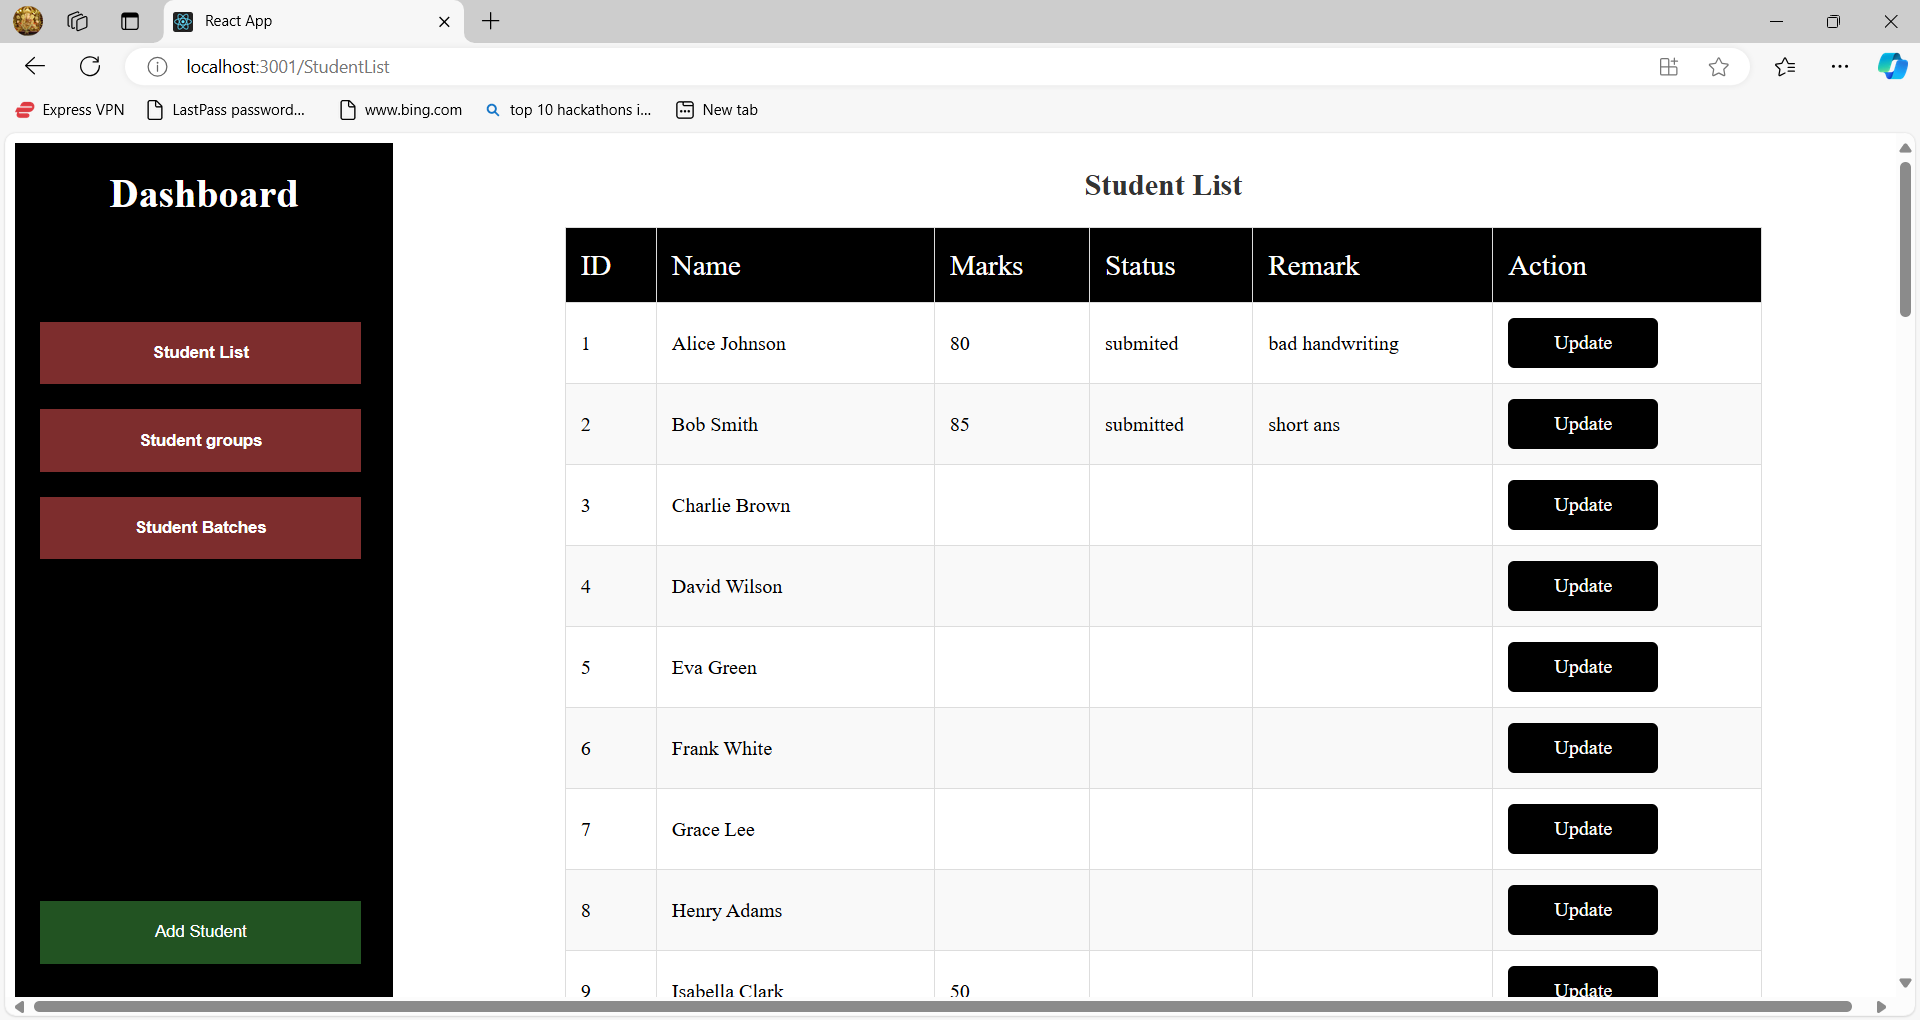 React App
localhost:3001/StudentList
Express VPN LastPass password... www.bing.com top 10 hackathons i... New tab
Dashboard
Student List
Student groups
Student Batches
Add Student
Student List
ID Name Marks Status Remark Action
1 Alice Johnson 80 submited bad handwriting Update
2 Bob Smith 85 submitted short ans Update
3 Charlie Brown Update
4 David Wilson Update
5 Eva Green Update
6 Frank White Update
7 Grace Lee Update
8 Henry Adams Update
9 Isabella Clark 50 Update